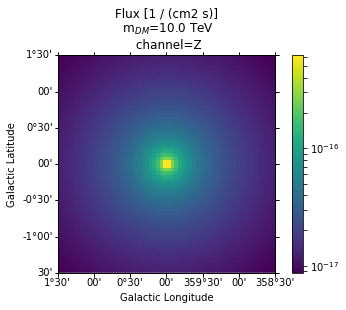 Flux [1 / (cm2 s)]
m_DM=10.0 TeV
channel=Z
1°30'
00'
0°30'
00'
-0°30'
-1°00'
30'
1°30' 00' 0°30' 00' 359°30' 00' 358°30'
Galactic Latitude
Galactic Longitude
10⁻¹⁶
10⁻¹⁷